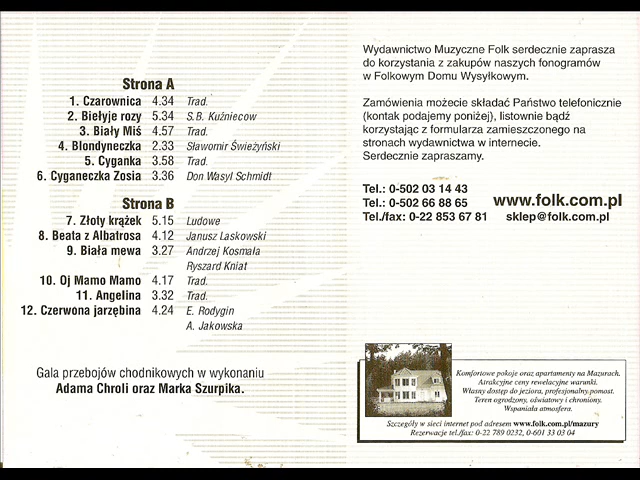 Strona A
1. Czarownica 4.34 Trad.
2. Biełyje rozy 5.34 S.B. Kuźniecow
3. Biały Miś 4.57 Trad.
4. Blondyneczka 2.33 Sławomir Świeżyński
5. Cyganka 3.58 Trad.
6. Cyganeczka Zosia 3.36 Don Wasyl Schmidt
Strona B
7. Złoty krążek 5.15 Ludowe
8. Beata z Albatrosa 4.12 Janusz Laskowski
9. Biała mewa 3.27 Andrzej Kosmala
Ryszard Kniat
10. Oj Mamo Mamo 4.17 Trad.
11. Angelina 3.32 Trad.
12. Czerwona jarzębina 4.24 E. Rodygin
A. Jakowska
Gala przebojów chodnikowych w wykonaniu
Adama Chroli oraz Marka Szurpika.
Wydawnictwo Muzyczne Folk serdecznie zaprasza
do korzystania z zakupów naszych fonogramów
w Folkowym Domu Wysyłkowym.
Zamówienia możecie składać Państwo telefonicznie
(kontak podajemy poniżej), listownie bądź
korzystając z formularza zamieszczonego na
stronach wydawnictwa w internecie.
Serdecznie zapraszamy.
Tel.: 0-502 03 14 43
Tel.: 0-502 66 88 65 www.folk.com.pl
Tel./fax: 0-22 853 67 81 sklep@folk.com.pl
Komfortowe pokoje oraz apartamenty na Mazurach.
Atrakcyjne ceny rewelacyjne warunki.
Własny dostęp do jeziora, profesjonalny pomost.
Teren ogrodzony, oświatowy i chroniony.
Wspaniała atmosfera.
Szczegóły w sieci internet pod adresem www.folk.com.pl/mazury
Rezerwacje tel./fax: 0-22 789 0232, 0-601 33 03 04